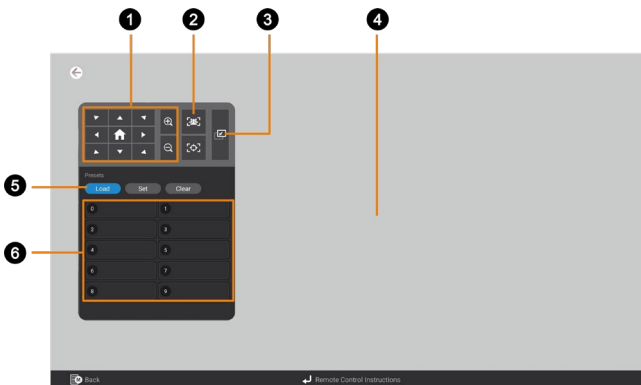 1 2 3 4
Presets
5 Load Set Clear
0 1
2 3
6 4 5
6 7
8 9
M Back Remote Control Instructions